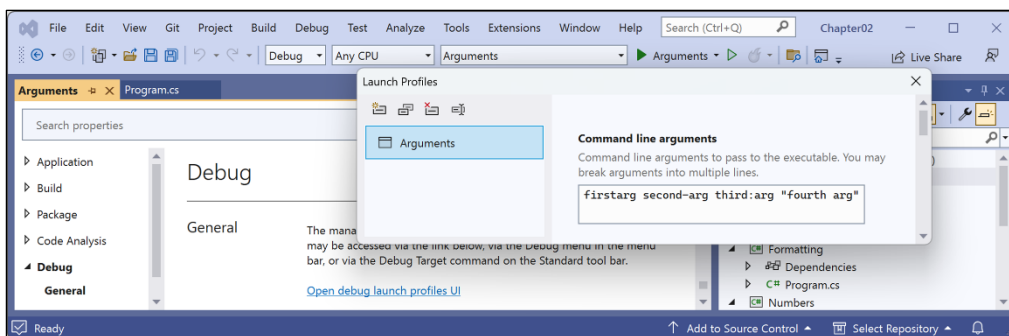 File Edit View Git Project Build Debug Test Analyze Tools Extensions Window Help Search (Ctrl+Q) Chapter02
Debug Any CPU Arguments Arguments Live Share
Arguments Program.cs
Search properties
Application
Build
Package
Code Analysis
Debug
General
Debug
General
The mana
may be accessed via the link below, via the Debug menu in the menu
bar, or via the Debug Target command on the Standard tool bar.
Open debug launch profiles UI
Launch Profiles
Arguments
Command line arguments
Command line arguments to pass to the executable. You may
break arguments into multiple lines.
firstarg second-arg third:arg "fourth arg"
Formatting
Dependencies
C# Program.cs
C# Numbers
Ready Add to Source Control Select Repository